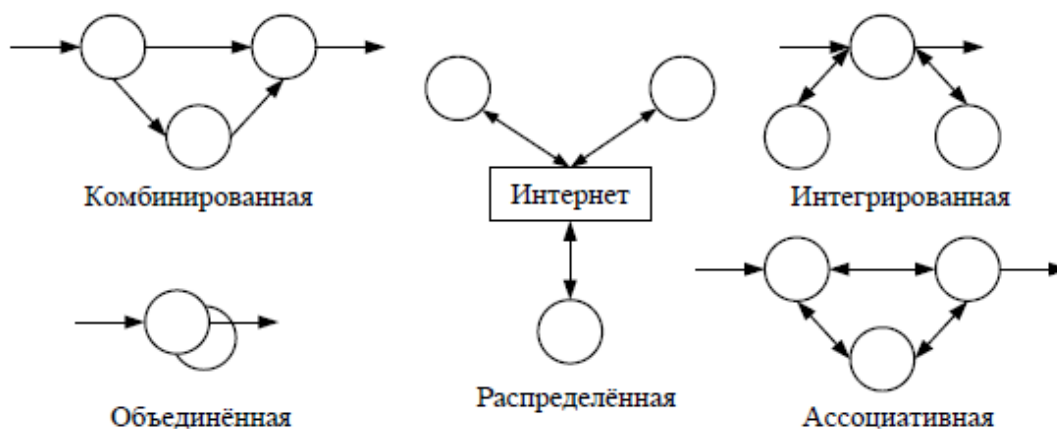 Комбинированная
Интернет
Интегрированная
Объединённая
Распределённая
Ассоциативная